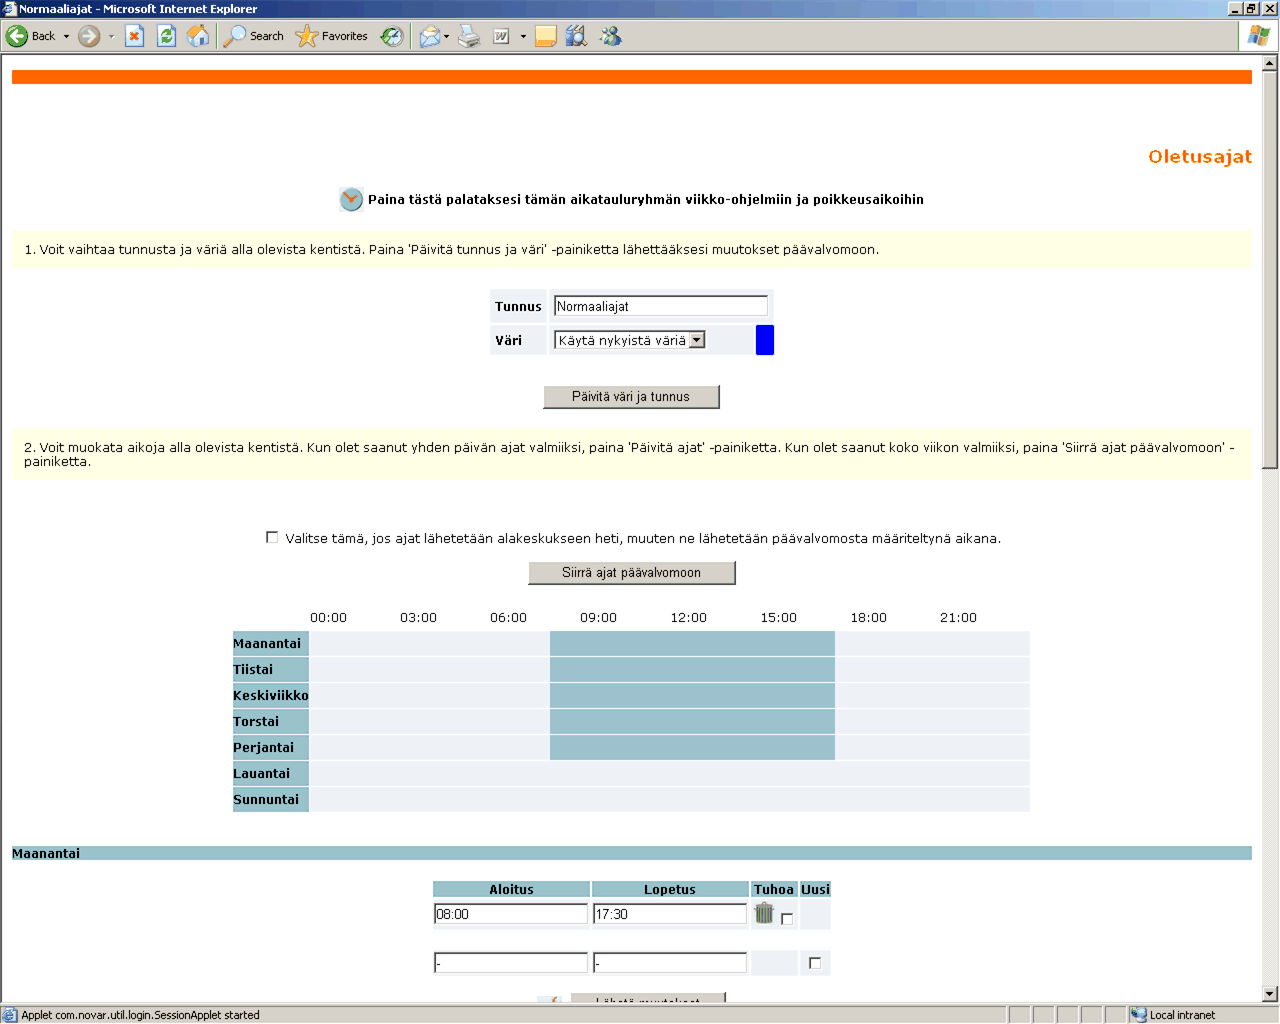 Normaaliajat - Microsoft Internet Explorer
Back Search Favorites
Oletusajat
Paina tästä palataksesi tämän aikatauluryhmän viikko-ohjelmiin ja poikkeusaikoihin
1. Voit vaihtaa tunnusta ja väriä alla olevista kentistä. Paina 'Päivitä tunnus ja väri' -painiketta lähettääksesi muutokset päävalvomoon.
Tunnus Normaaliajat
Väri Käytä nykyistä väriä
Päivitä väri ja tunnus
2. Voit muokata aikoja alla olevista kentistä. Kun olet saanut yhden päivän ajat valmiiksi, paina 'Päivitä ajat' -painiketta. Kun olet saanut koko viikon valmiiksi, paina 'Siirrä ajat päävalvomoon' -
painiketta.
Valitse tämä, jos ajat lähetetään alakeskukseen heti, muuten ne lähetetään päävalvomosta määriteltynä aikana.
Siirrä ajat päävalvomoon
00:00 03:00 06:00 09:00 12:00 15:00 18:00 21:00
Maanantai
Tiistai
Keskiviikko
Torstai
Perjantai
Lauantai
Sunnuntai
Maanantai
Aloitus Lopetus Tuhoa Uusi
08:00 17:30
- -
Lähetä muutokset
Applet com.novar.util.login.SessionApplet started Local intranet